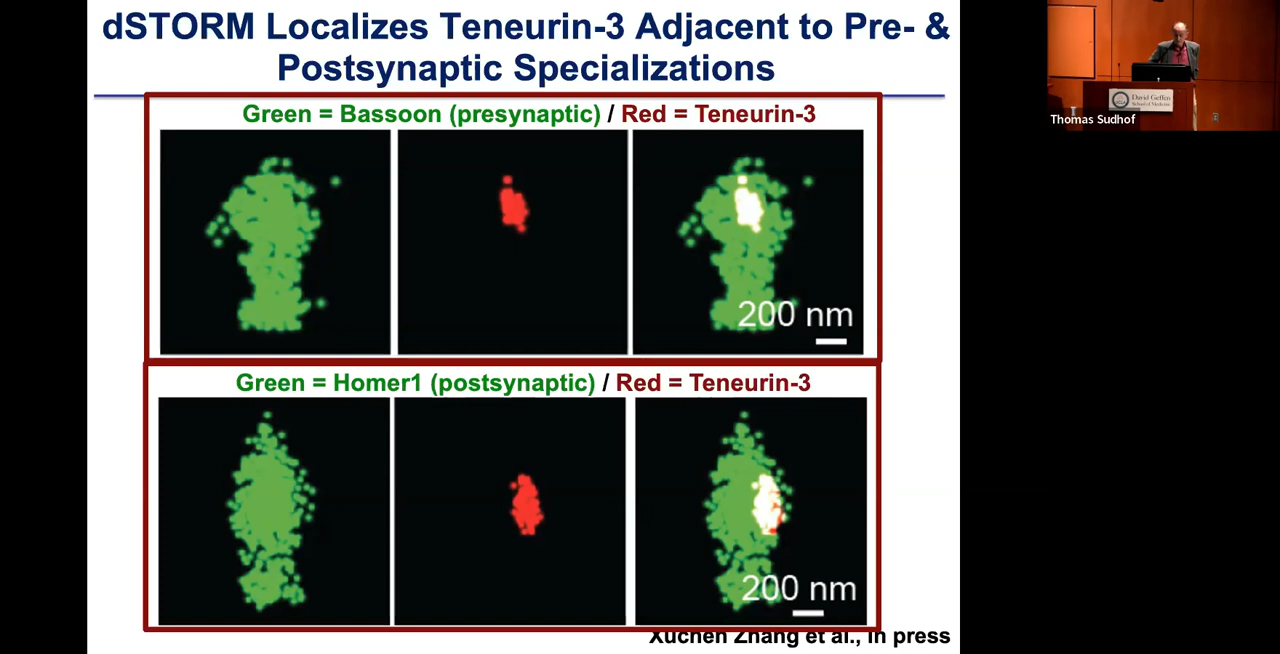 dSTORM Localizes Teneurin-3 Adjacent to Pre- &
Postsynaptic Specializations
Green = Bassoon (presynaptic) / Red = Teneurin-3
200 nm
Green = Homer1 (postsynaptic) / Red = Teneurin-3
200 nm
Xuchen Zhang et al., in press
David Geffen
School of Medicine
Thomas Sudhof